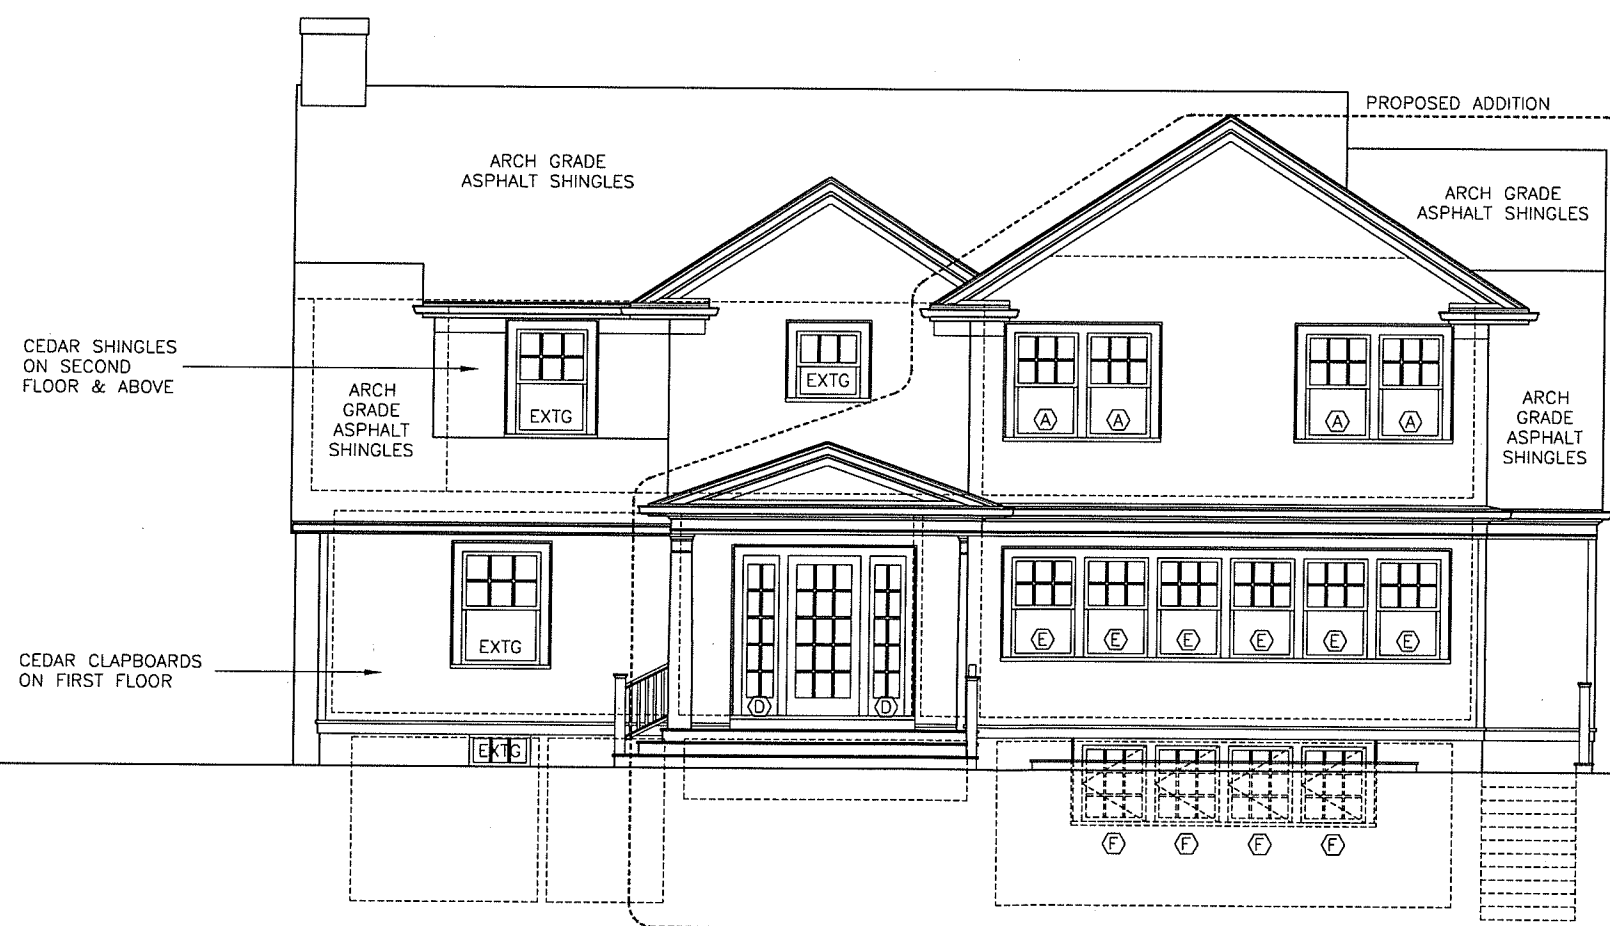 PROPOSED ADDITION
ARCH GRADE
ASPHALT SHINGLES
ARCH GRADE
ASPHALT SHINGLES
CEDAR SHINGLES
ON SECOND
FLOOR & ABOVE
ARCH
GRADE
ASPHALT
SHINGLES
EXTG
EXTG
A
A
A
A
ARCH
GRADE
ASPHALT
SHINGLES
CEDAR CLAPBOARDS
ON FIRST FLOOR
EXTG
E
E
E
E
E
E
D
D
EXTG
F
F
F
F